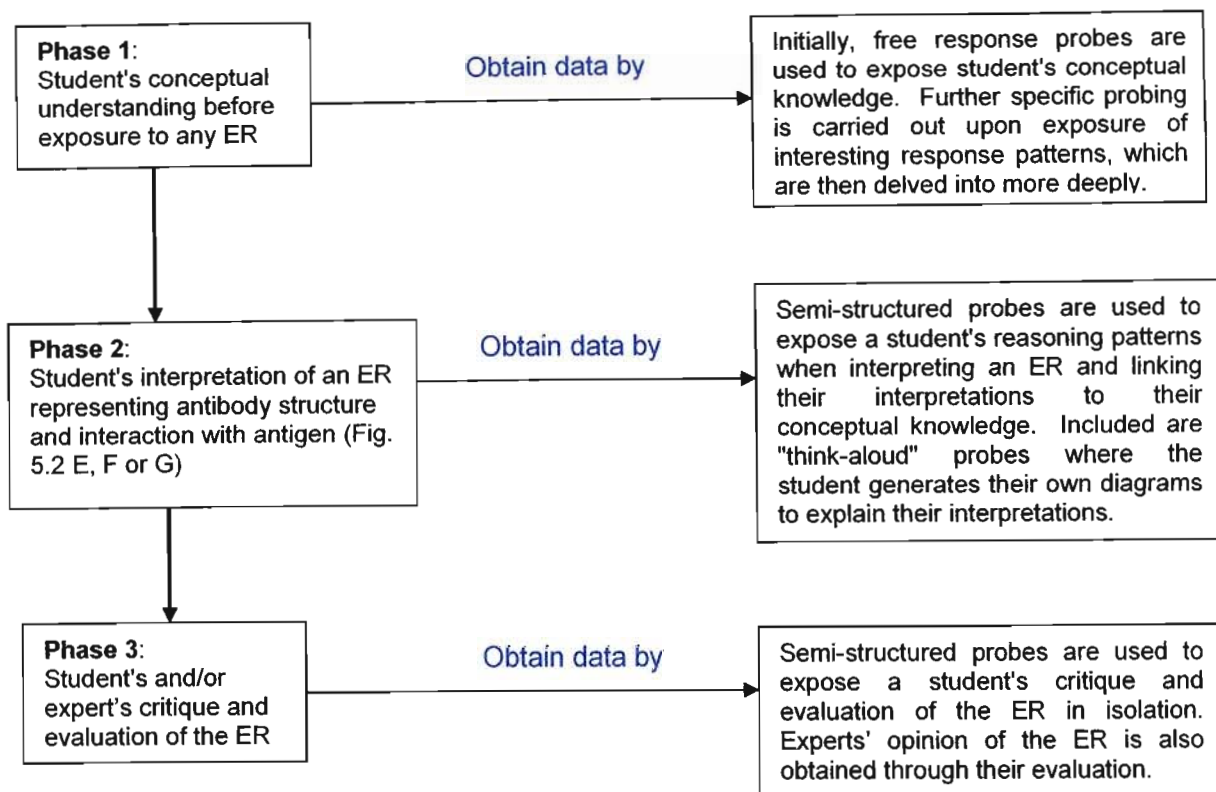 Phase 1:
Student's conceptual
understanding before
exposure to any ER
Obtain data by
Initially, free response probes are
used to expose student's conceptual
knowledge. Further specific probing
is carried out upon exposure of
interesting response patterns, which
are then delved into more deeply.
Phase 2:
Student's interpretation of an ER
representing antibody structure
and interaction with antigen (Fig.
5.2 E, F or G)
Obtain data by
Semi-structured probes are used to
expose a student's reasoning patterns
when interpreting an ER and linking
their interpretations to their
conceptual knowledge. Included are
"think-aloud" probes where the
student generates their own diagrams
to explain their interpretations.
Phase 3:
Student's and/or
expert's critique and
evaluation of the ER
Obtain data by
Semi-structured probes are used to
expose a student's critique and
evaluation of the ER in isolation.
Experts' opinion of the ER is also
obtained through their evaluation.